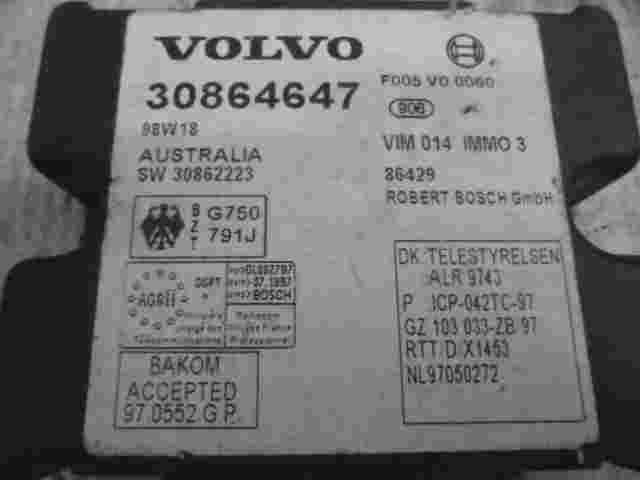 VOLVO
30864647
F005 V0 0060
906
98W18
VIM 014 IMMO 3
AUSTRALIA
86429
SW 30862223
ROBERT BOSCH GmbH
BZT G750
791J
DK TELESTYRELSEN
ALR 9743
P ICP-042TC-97
GZ 103 033-ZB 97
RTT/D X1453
NL97050272
DGPT
BOSCH
BAKOM
ACCEPTED
97.0552 G.P.